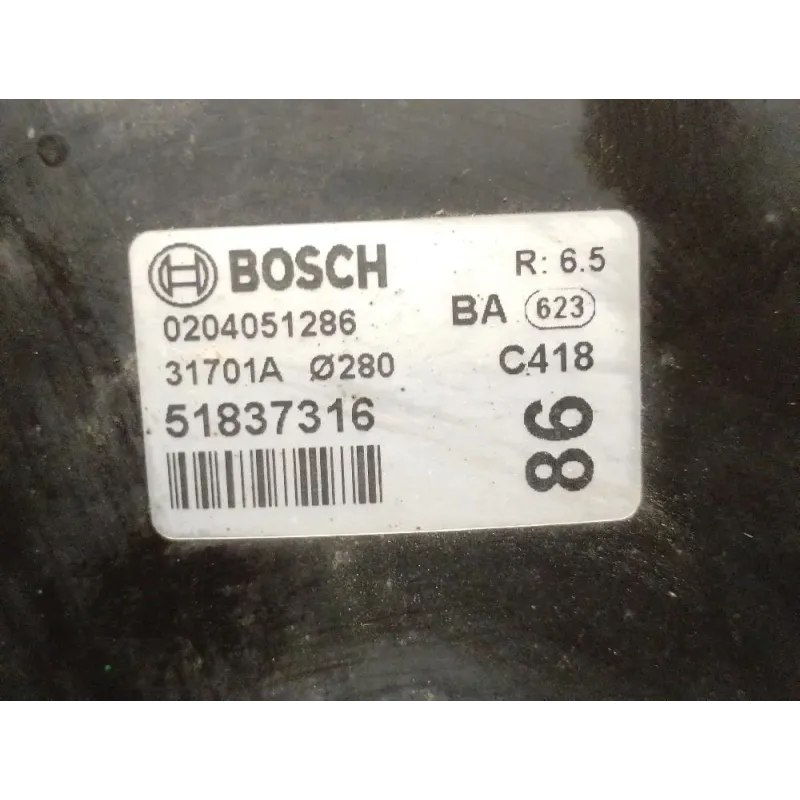 BOSCH R: 6.5
0204051286 BA 623
31701A Ø280 C418
51837316
86